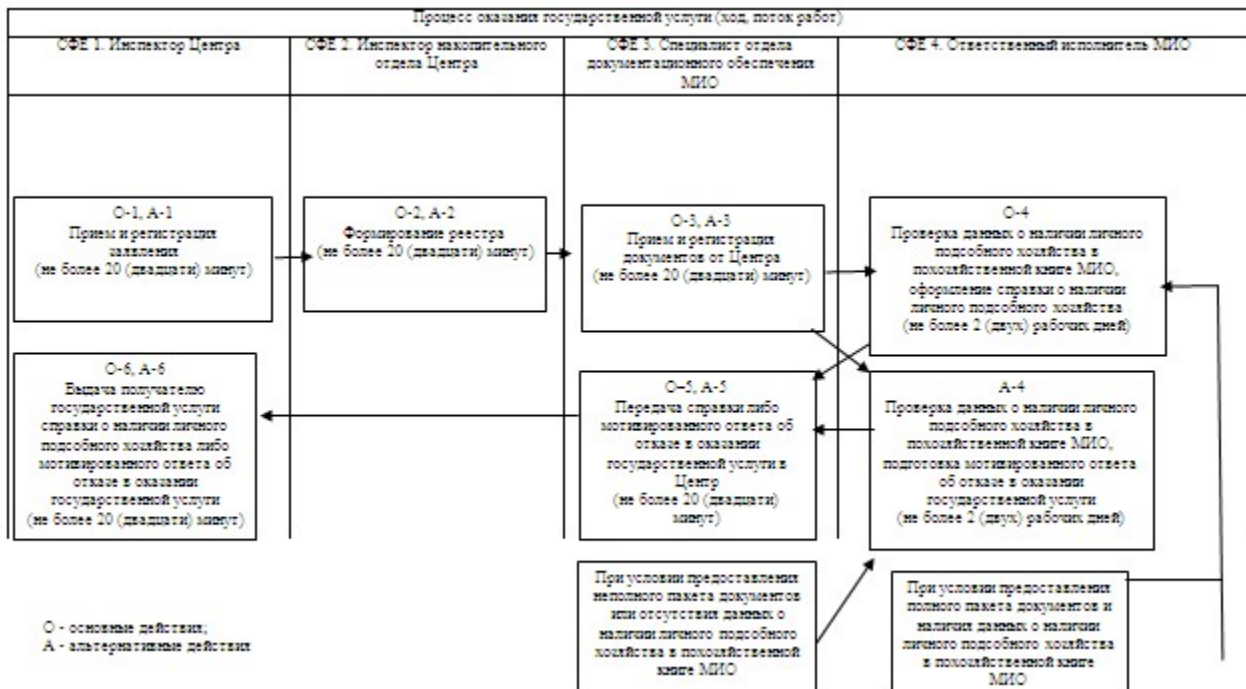 Процесс оказания государственной услуги (ход, поток работ)
СФЕ 1. Инспектор Центра
СФЕ 2. Инспектор накопительного
отдела Центра
СФЕ 3. Специалист отдела
документационного обеспечения
МИО
СФЕ 4. Ответственный исполнитель МИО
О-1, А-1
Прием и регистрация
заявления
(не более 20 (двадцати) минут)
О-2, А-2
Формирование реестра
(не более 20 (двадцати) минут)
О-3, А-3
Прием и регистрация
документов от Центра
(не более 20 (двадцати) минут)
О-4
Проверка данных о наличии личного
подсобного хозяйства в
похозяйственной книге МИО,
оформление справки о наличии
личного подсобного хозяйства
(не более 2 (двух) рабочих дней)
О-6, А-6
Выдача получателю
государственной услуги
справки о наличии личного
подсобного хозяйства либо
мотивированного ответа об
отказе в оказании
государственной услуги
(не более 20 (двадцати) минут)
О–5, А-5
Передача справки либо
мотивированного ответа об
отказе в оказании
государственной услуги в
Центр
(не более 20 (двадцати)
минут)
А-4
Проверка данных о наличии личного
подсобного хозяйства в
похозяйственной книге МИО,
подготовка мотивированного ответа
об отказе в оказании
государственной услуги
(не более 2 (двух) рабочих дней)
При условии предоставления
неполного пакета документов
или отсутствия данных о
наличии личного подсобного
хозяйства в похозяйственной
книге МИО
При условии предоставления
полного пакета документов и
наличия данных о наличии
личного подсобного хозяйства
в похозяйственной книге
МИО
О - основные действия;
А - альтернативные действия